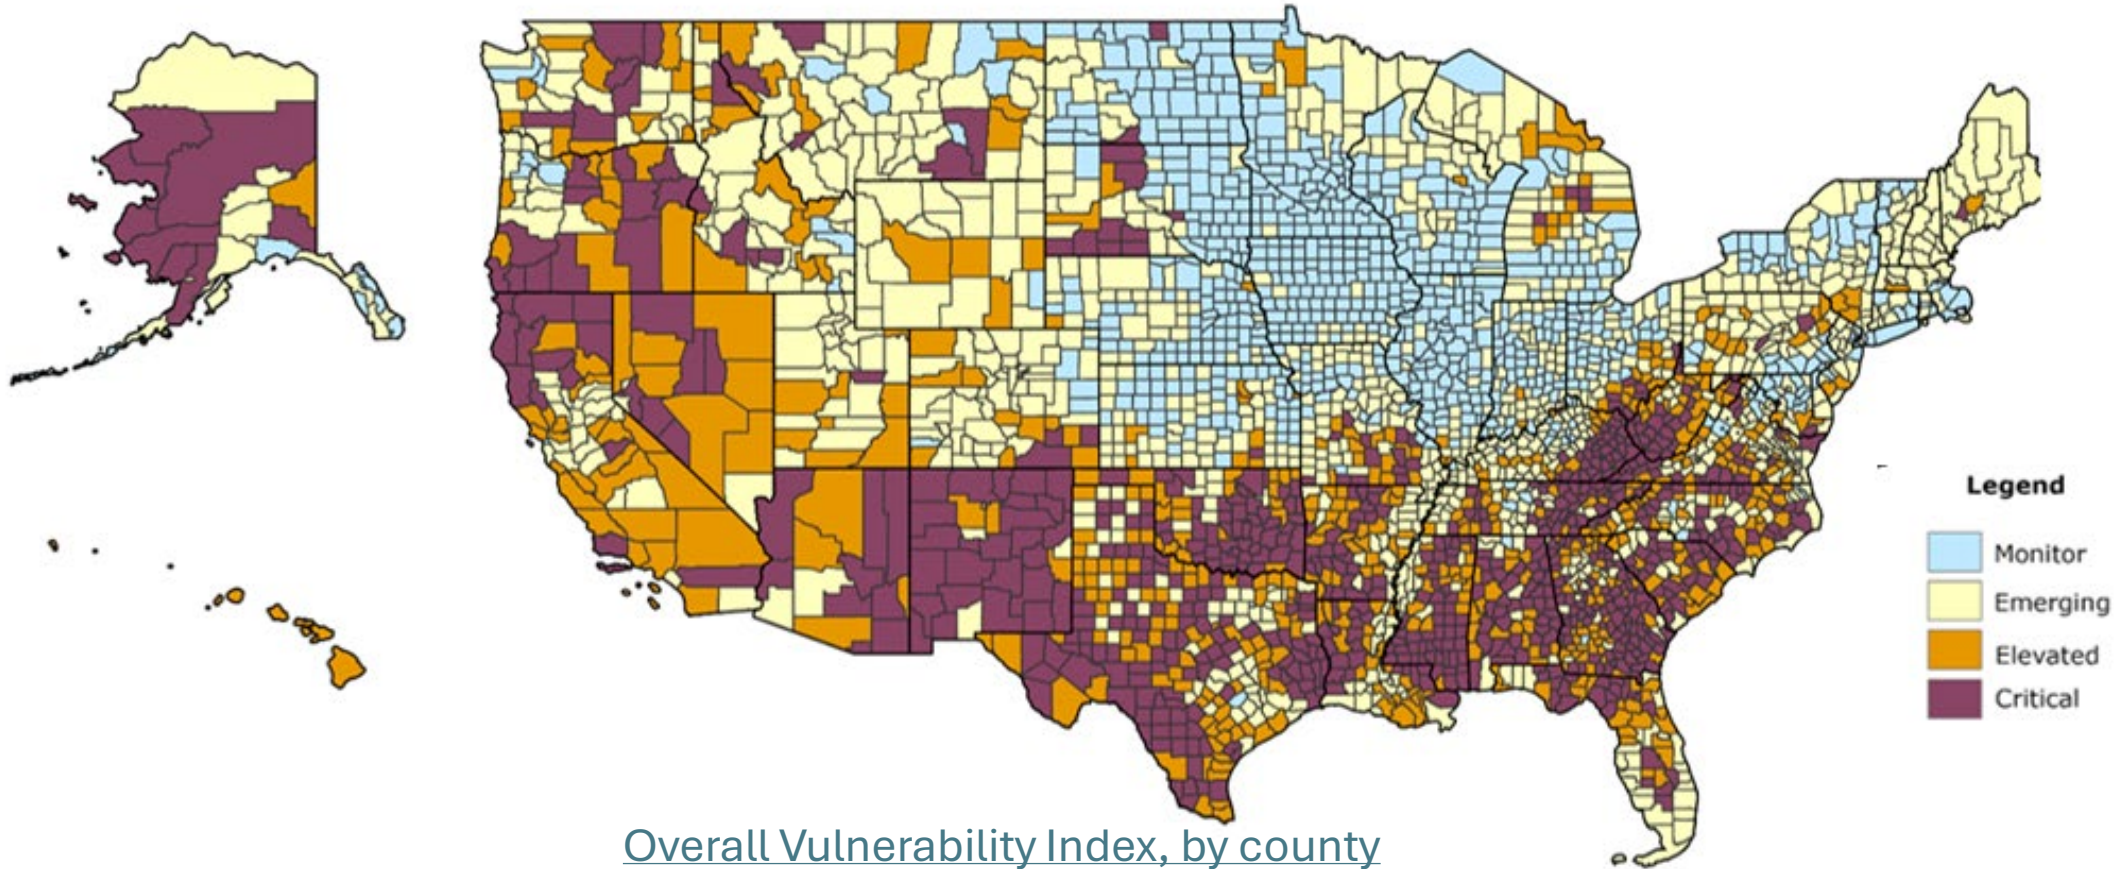 Legend
Monitor
Emerging
Elevated
Critical
Overall Vulnerability Index, by county